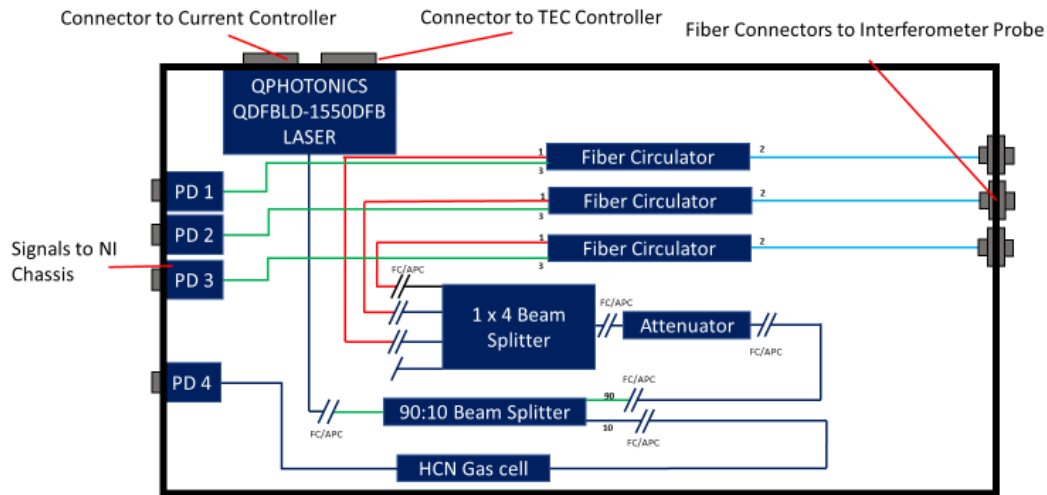 Connector to Current Controller
Connector to TEC Controller
Fiber Connectors to Interferometer Probe
QPHOTONICS
QDFBLD-1550DFB
LASER
1
3
Fiber Circulator
2
PD 1
1
3
Fiber Circulator
2
PD 2
1
3
Fiber Circulator
2
Signals to NI
Chassis
PD 3
FC/APC
1 x 4 Beam
Splitter
FC/APC
Attenuator
FC/APC
PD 4
FC/APC
FC/APC
90:10 Beam Splitter
90
10
FC/APC
FC/APC
HCN Gas cell